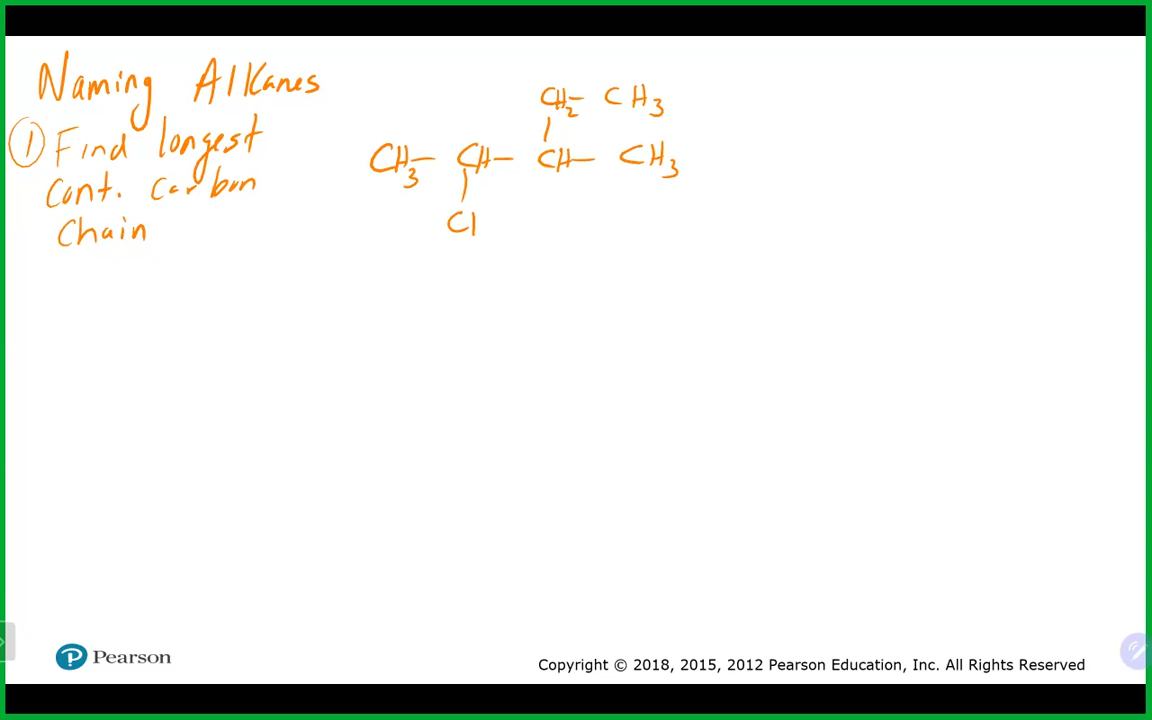 Naming Alkanes
① Find longest
cont. carbon
Chain
CH2- CH3
CH3- CH- CH- CH3
Cl
Pearson
Copyright © 2018, 2015, 2012 Pearson Education, Inc. All Rights Reserved